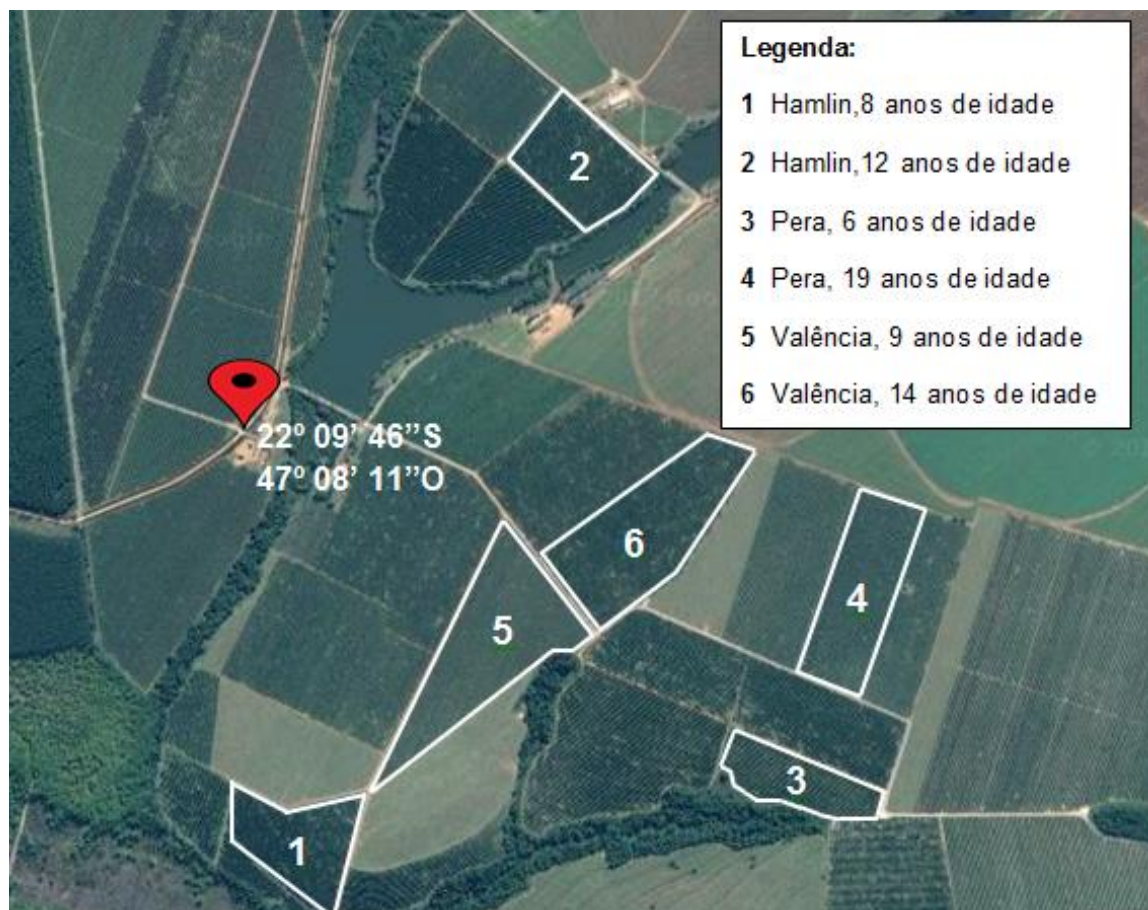 Legenda:
1 Hamlin,8 anos de idade
2 Hamlin,12 anos de idade
3 Pera, 6 anos de idade
4 Pera, 19 anos de idade
5 Valência, 9 anos de idade
6 Valência, 14 anos de idade
2
22º 09’ 46’’S
47º 08’ 11’’O
6
4
5
3
1